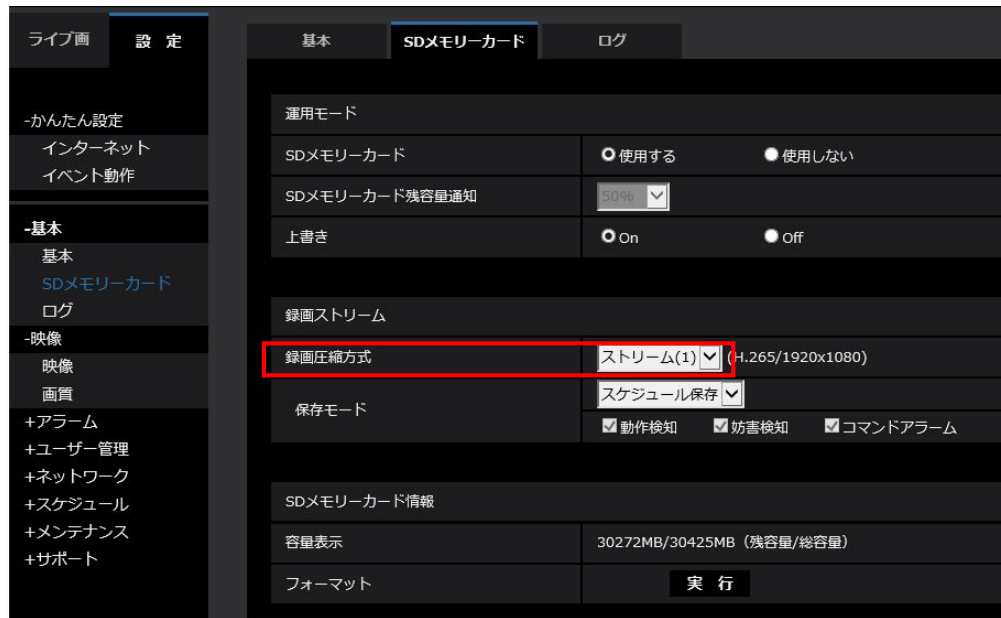 ライブ画
設 定
基本
SDメモリーカード
ログ
-かんたん設定
インターネット
イベント動作
-基本
基本
SDメモリーカード
ログ
-映像
映像
画質
+アラーム
+ユーザー管理
+ネットワーク
+スケジュール
+メンテナンス
+サポート
運用モード
SDメモリーカード 使用する 使用しない
SDメモリーカード残容量通知 50%
上書き On Off
録画ストリーム
録画圧縮方式 ストリーム(1) (H.265/1920x1080)
保存モード スケジュール保存
動作検知 妨害検知 コマンドアラーム
SDメモリーカード情報
容量表示 30272MB/30425MB（残容量/総容量）
フォーマット 実 行